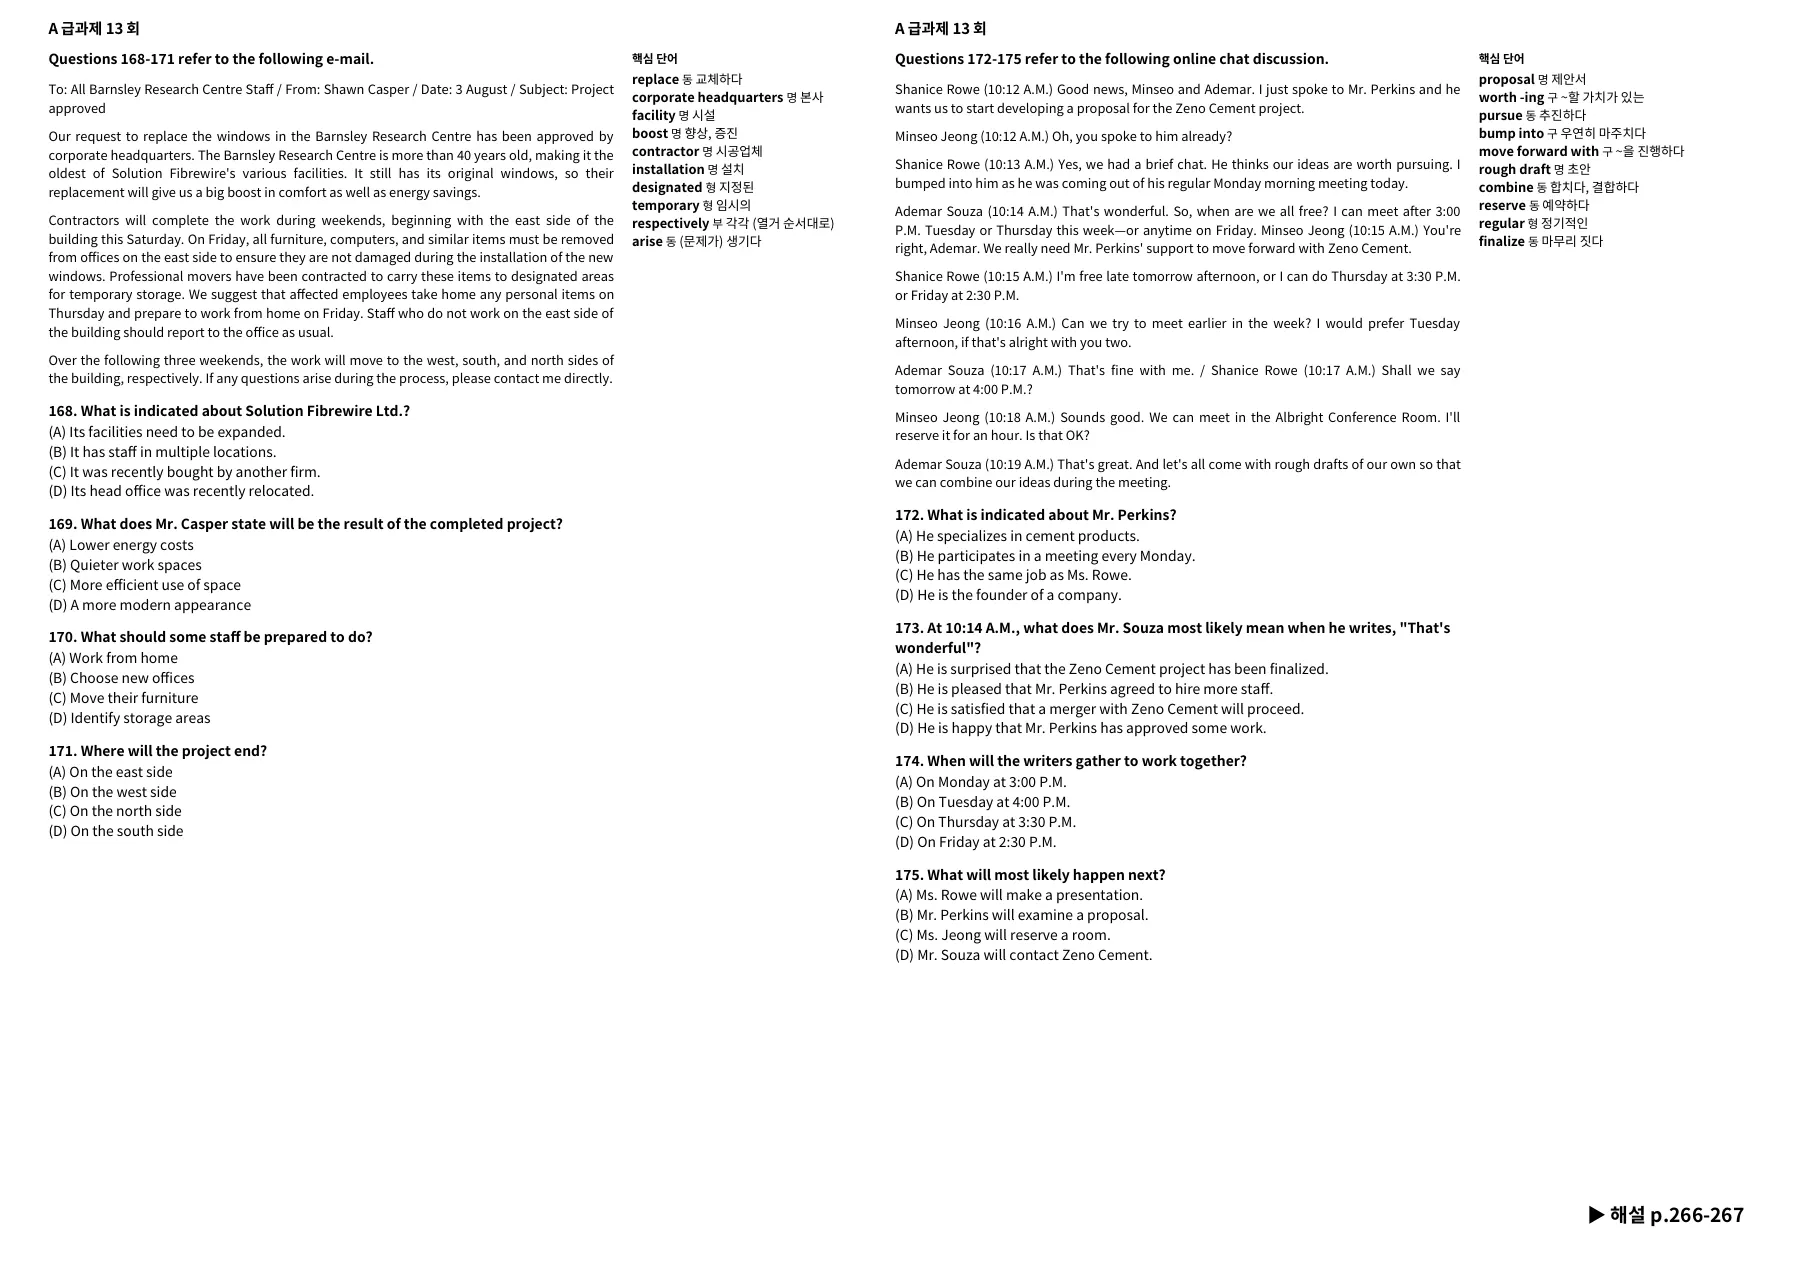 A 급과제 13 회
Questions 168-171 refer to the following e-mail.
To: All Barnsley Research Centre Staff / From: Shawn Casper / Date: 3 August / Subject: Project
approved
Our request to replace the windows in the Barnsley Research Centre has been approved by
corporate headquarters. The Barnsley Research Centre is more than 40 years old, making it the
oldest of Solution Fibrewire's various facilities. It still has its original windows, so their
replacement will give us a big boost in comfort as well as energy savings.
Contractors will complete the work during weekends, beginning with the east side of the
building this Saturday. On Friday, all furniture, computers, and similar items must be removed
from offices on the east side to ensure they are not damaged during the installation of the new
windows. Professional movers have been contracted to carry these items to designated areas
for temporary storage. We suggest that affected employees take home any personal items on
Thursday and prepare to work from home on Friday. Staff who do not work on the east side of
the building should report to the office as usual.
Over the following three weekends, the work will move to the west, south, and north sides of
the building, respectively. If any questions arise during the process, please contact me directly.
168. What is indicated about Solution Fibrewire Ltd.?
(A) Its facilities need to be expanded.
(B) It has staff in multiple locations.
(C) It was recently bought by another firm.
(D) Its head office was recently relocated.
169. What does Mr. Casper state will be the result of the completed project?
(A) Lower energy costs
(B) Quieter work spaces
(C) More efficient use of space
(D) A more modern appearance
170. What should some staff be prepared to do?
(A) Work from home
(B) Choose new offices
(C) Move their furniture
(D) Identify storage areas
171. Where will the project end?
(A) On the east side
(B) On the west side
(C) On the north side
(D) On the south side
핵심 단어
replace 동 교체하다
corporate headquarters 명 본사
facility 명 시설
boost 명 향상, 증진
contractor 명 시공업체
installation 명 설치
designated 형 지정된
temporary 형 임시의
respectively 부 각각 (열거 순서대로)
arise 동 (문제가) 생기다
A 급과제 13 회
Questions 172-175 refer to the following online chat discussion.
Shanice Rowe (10:12 A.M.) Good news, Minseo and Ademar. I just spoke to Mr. Perkins and he
wants us to start developing a proposal for the Zeno Cement project.
Minseo Jeong (10:12 A.M.) Oh, you spoke to him already?
Shanice Rowe (10:13 A.M.) Yes, we had a brief chat. He thinks our ideas are worth pursuing. I
bumped into him as he was coming out of his regular Monday morning meeting today.
Ademar Souza (10:14 A.M.) That's wonderful. So, when are we all free? I can meet after 3:00
P.M. Tuesday or Thursday this week—or anytime on Friday. Minseo Jeong (10:15 A.M.) You're
right, Ademar. We really need Mr. Perkins' support to move forward with Zeno Cement.
Shanice Rowe (10:15 A.M.) I'm free late tomorrow afternoon, or I can do Thursday at 3:30 P.M.
or Friday at 2:30 P.M.
Minseo Jeong (10:16 A.M.) Can we try to meet earlier in the week? I would prefer Tuesday
afternoon, if that's alright with you two.
Ademar Souza (10:17 A.M.) That's fine with me. / Shanice Rowe (10:17 A.M.) Shall we say
tomorrow at 4:00 P.M.?
Minseo Jeong (10:18 A.M.) Sounds good. We can meet in the Albright Conference Room. I'll
reserve it for an hour. Is that OK?
Ademar Souza (10:19 A.M.) That's great. And let's all come with rough drafts of our own so that
we can combine our ideas during the meeting.
172. What is indicated about Mr. Perkins?
(A) He specializes in cement products.
(B) He participates in a meeting every Monday.
(C) He has the same job as Ms. Rowe.
(D) He is the founder of a company.
173. At 10:14 A.M., what does Mr. Souza most likely mean when he writes, "That's
wonderful"?
(A) He is surprised that the Zeno Cement project has been finalized.
(B) He is pleased that Mr. Perkins agreed to hire more staff.
(C) He is satisfied that a merger with Zeno Cement will proceed.
(D) He is happy that Mr. Perkins has approved some work.
174. When will the writers gather to work together?
(A) On Monday at 3:00 P.M.
(B) On Tuesday at 4:00 P.M.
(C) On Thursday at 3:30 P.M.
(D) On Friday at 2:30 P.M.
175. What will most likely happen next?
(A) Ms. Rowe will make a presentation.
(B) Mr. Perkins will examine a proposal.
(C) Ms. Jeong will reserve a room.
(D) Mr. Souza will contact Zeno Cement.
핵심 단어
proposal 명 제안서
worth -ing 구 ~할 가치가 있는
pursue 동 추진하다
bump into 구 우연히 마주치다
move forward with 구 ~을 진행하다
rough draft 명 초안
combine 동 합치다, 결합하다
reserve 동 예약하다
regular 형 정기적인
finalize 동 마무리 짓다
▶ 해설 p.266-267